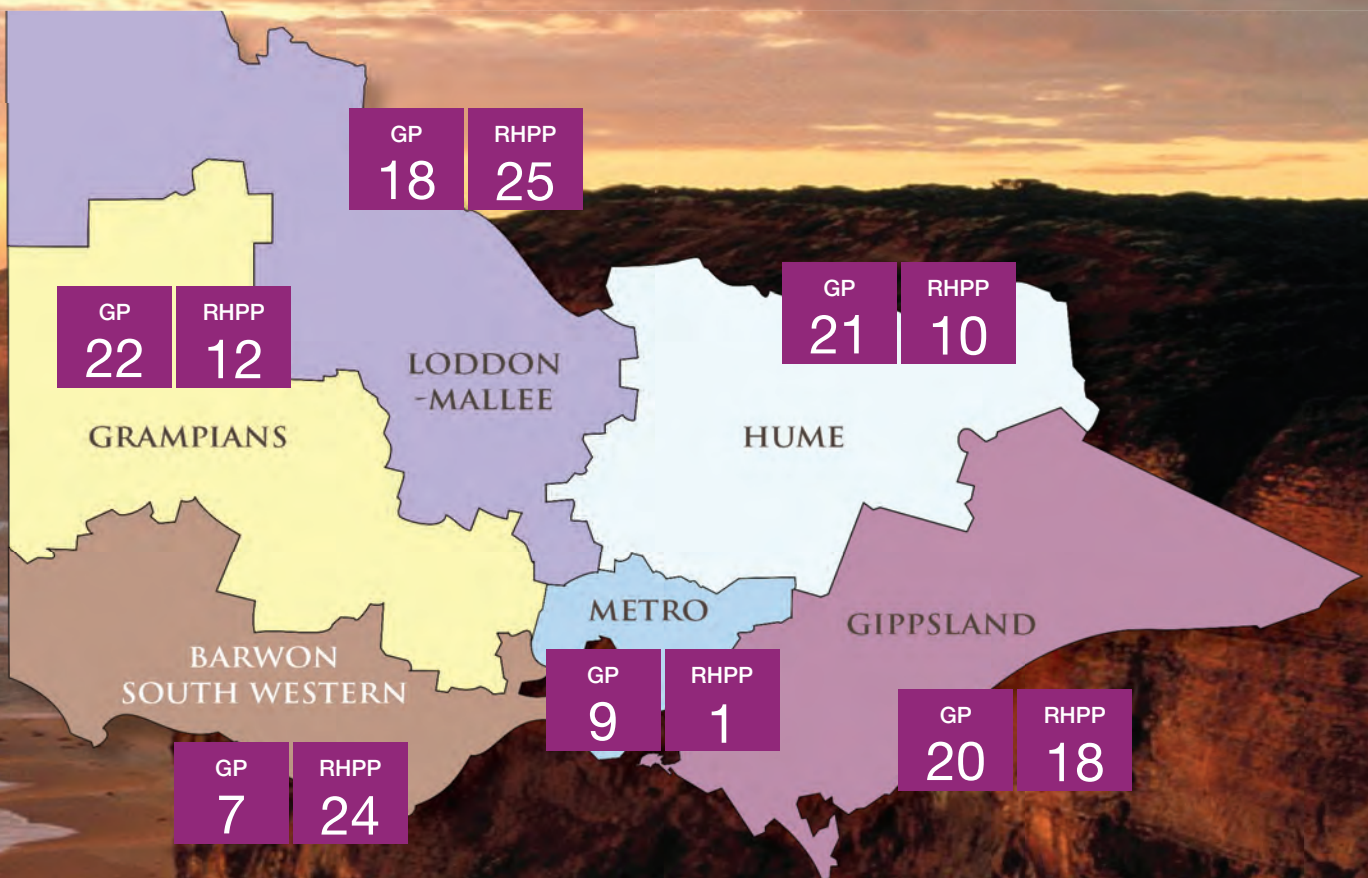 GP RHPP
18 25
GP RHPP
21 10
GP RHPP
22 12
LODDON
-MALLEE
GRAMPIANS
HUME
METRO
GIPPSLAND
BARWON
SOUTH WESTERN
GP RHPP
9 1
GP RHPP
20 18
GP RHPP
7 24